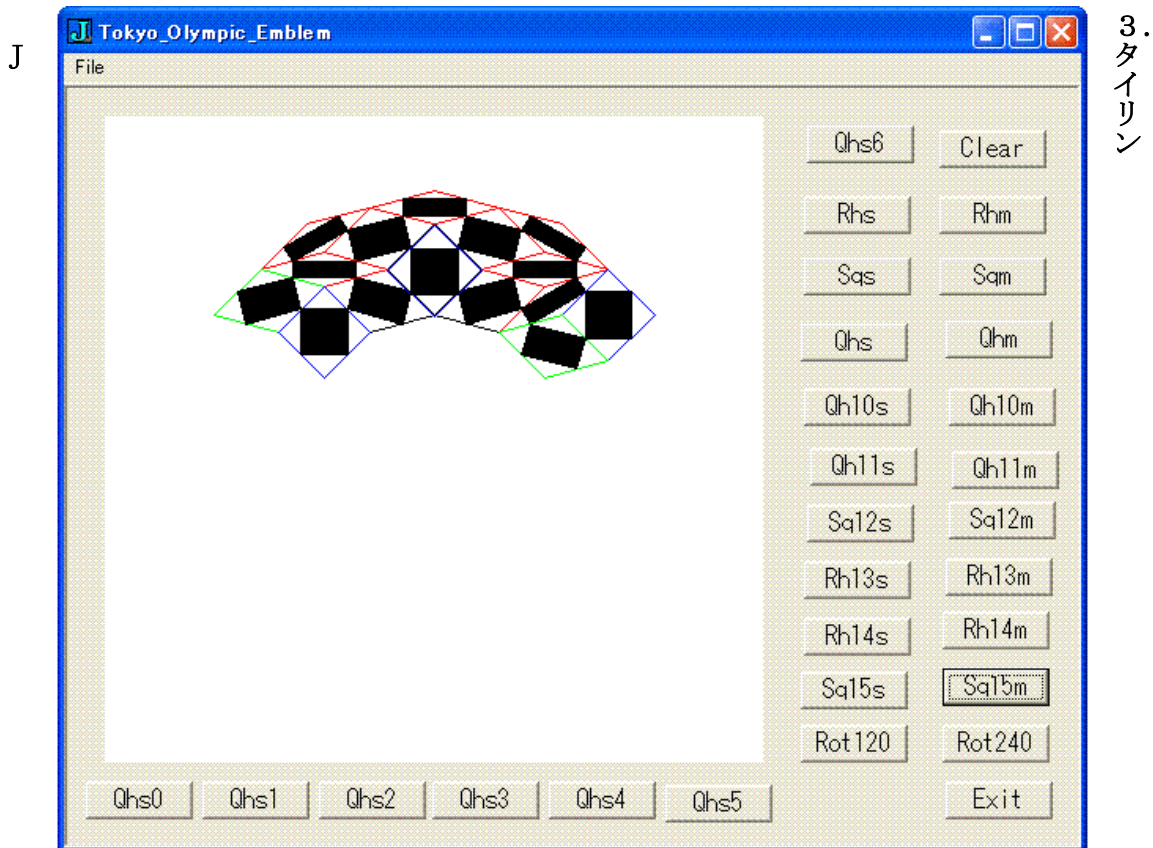 J
3.タイリン
Tokyo_Olympic_Emblem
File
Qhs6 Clear
Rhs Rhm
Sqs Sqm
Qhs Qhm
Qh10s Qh10m
Qh11s Qh11m
Sq12s Sq12m
Rh13s Rh13m
Rh14s Rh14m
Sq15s Sq15m
Rot120 Rot240
Qhs0 Qhs1 Qhs2 Qhs3 Qhs4 Qhs5 Exit